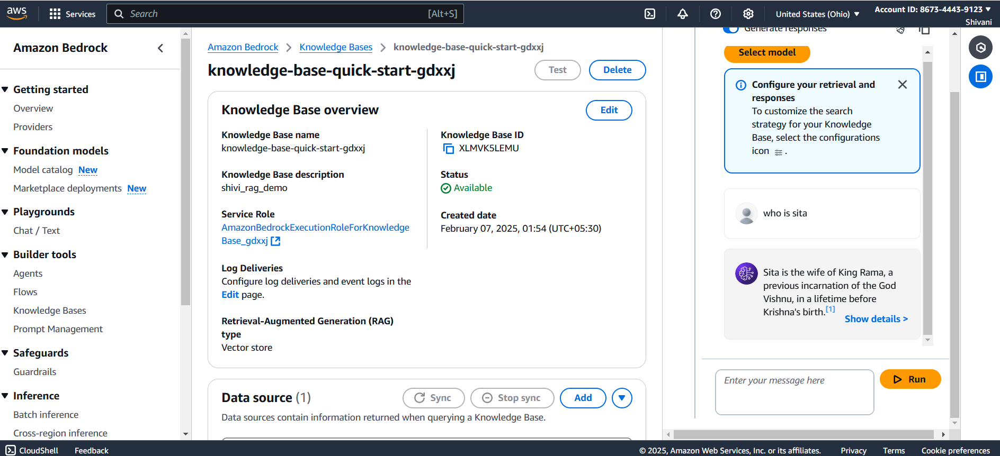 aws
Services
Search
[Alt+S]
United States (Ohio)
Account ID: 8673-4443-9123
Shivani
Amazon Bedrock
Getting started
Overview
Providers
Foundation models
Model catalog New
Marketplace deployments New
Playgrounds
Chat / Text
Builder tools
Agents
Flows
Knowledge Bases
Prompt Management
Safeguards
Guardrails
Inference
Batch inference
Cross-region inference
Amazon Bedrock > Knowledge Bases > knowledge-base-quick-start-gdxxj
knowledge-base-quick-start-gdxxj
Test
Delete
Knowledge Base overview
Edit
Knowledge Base name
knowledge-base-quick-start-gdxxj
Knowledge Base description
shivi_rag_demo
Service Role
AmazonBedrockExecutionRoleForKnowledge
Base_gdxxj
Log Deliveries
Configure log deliveries and event logs in the
Edit page.
Retrieval-Augmented Generation (RAG)
type
Vector store
Knowledge Base ID
XLMVK5LEMU
Status
Available
Created date
February 07, 2025, 01:54 (UTC+05:30)
Data source (1)
Sync
Stop sync
Add
Data sources contain information returned when querying a Knowledge Base.
Generate responses
Select model
Configure your retrieval and
responses
To customize the search
strategy for your Knowledge
Base, select the configurations
icon .
who is sita
Sita is the wife of King Rama, a
previous incarnation of the God
Vishnu, in a lifetime before
Krishna's birth.[1]
Show details >
Enter your message here
Run
CloudShell
Feedback
© 2025, Amazon Web Services, Inc. or its affiliates.
Privacy
Terms
Cookie preferences